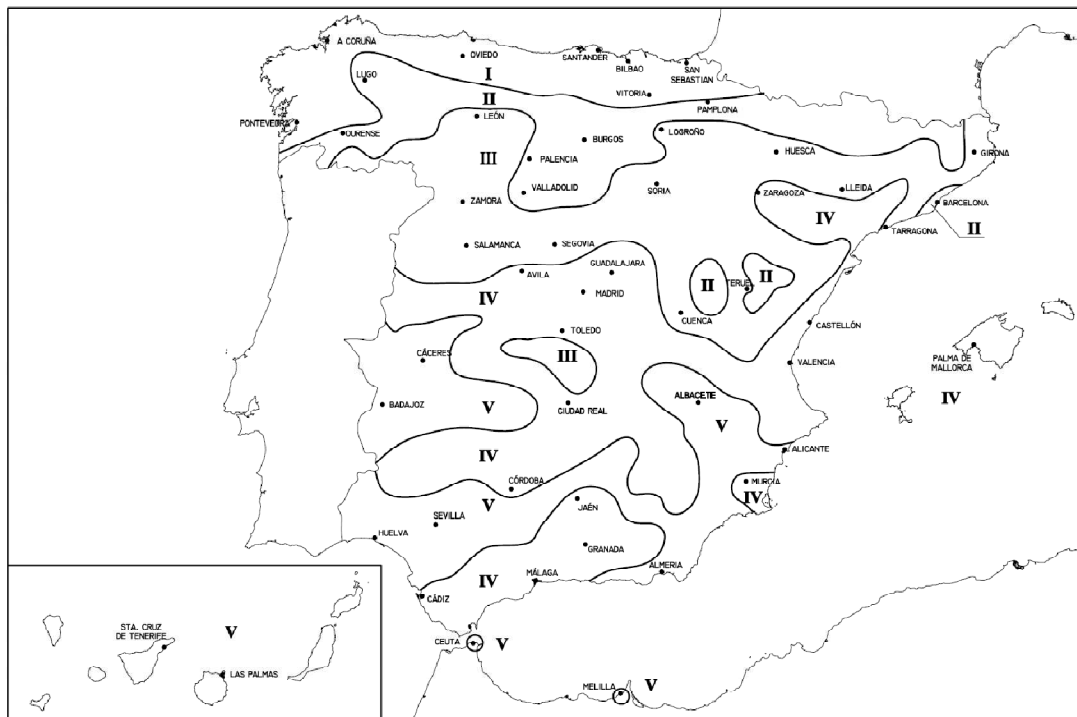 A CORUÑA
OVIEDO
SANTANDER
BILBAO
SAN
SEBASTIAN
LUGO
I
VITORIA
II
PAMPLONA
PONTEVEDRA
LEÓN
OURENSE
BURGOS
LOGROÑO
HUESCA
GIRONA
III
PALENCIA
VALLADOLID
SORIA
ZARAGOZA
LLEIDA
ZAMORA
BARCELONA
IV
TARRAGONA
II
SALAMANCA
SEGOVIA
AVILA
GUADALAJARA
MADRID
IV
II
TERUEL
II
CUENCA
CASTELLÓN
TOLEDO
CÁCERES
III
VALENCIA
PALMA DE
MALLORCA
IV
BADAJOZ
V
CIUDAD REAL
ALBACETE
V
IV
ALICANTE
CÓRDOBA
MURCIA
IV
V
JAÉN
SEVILLA
HUELVA
GRANADA
IV
MÁLAGA
ALMERIA
CÁDIZ
STA. CRUZ
DE TENERIFE
V
LAS PALMAS
CEUTA
V
MELILLA
V